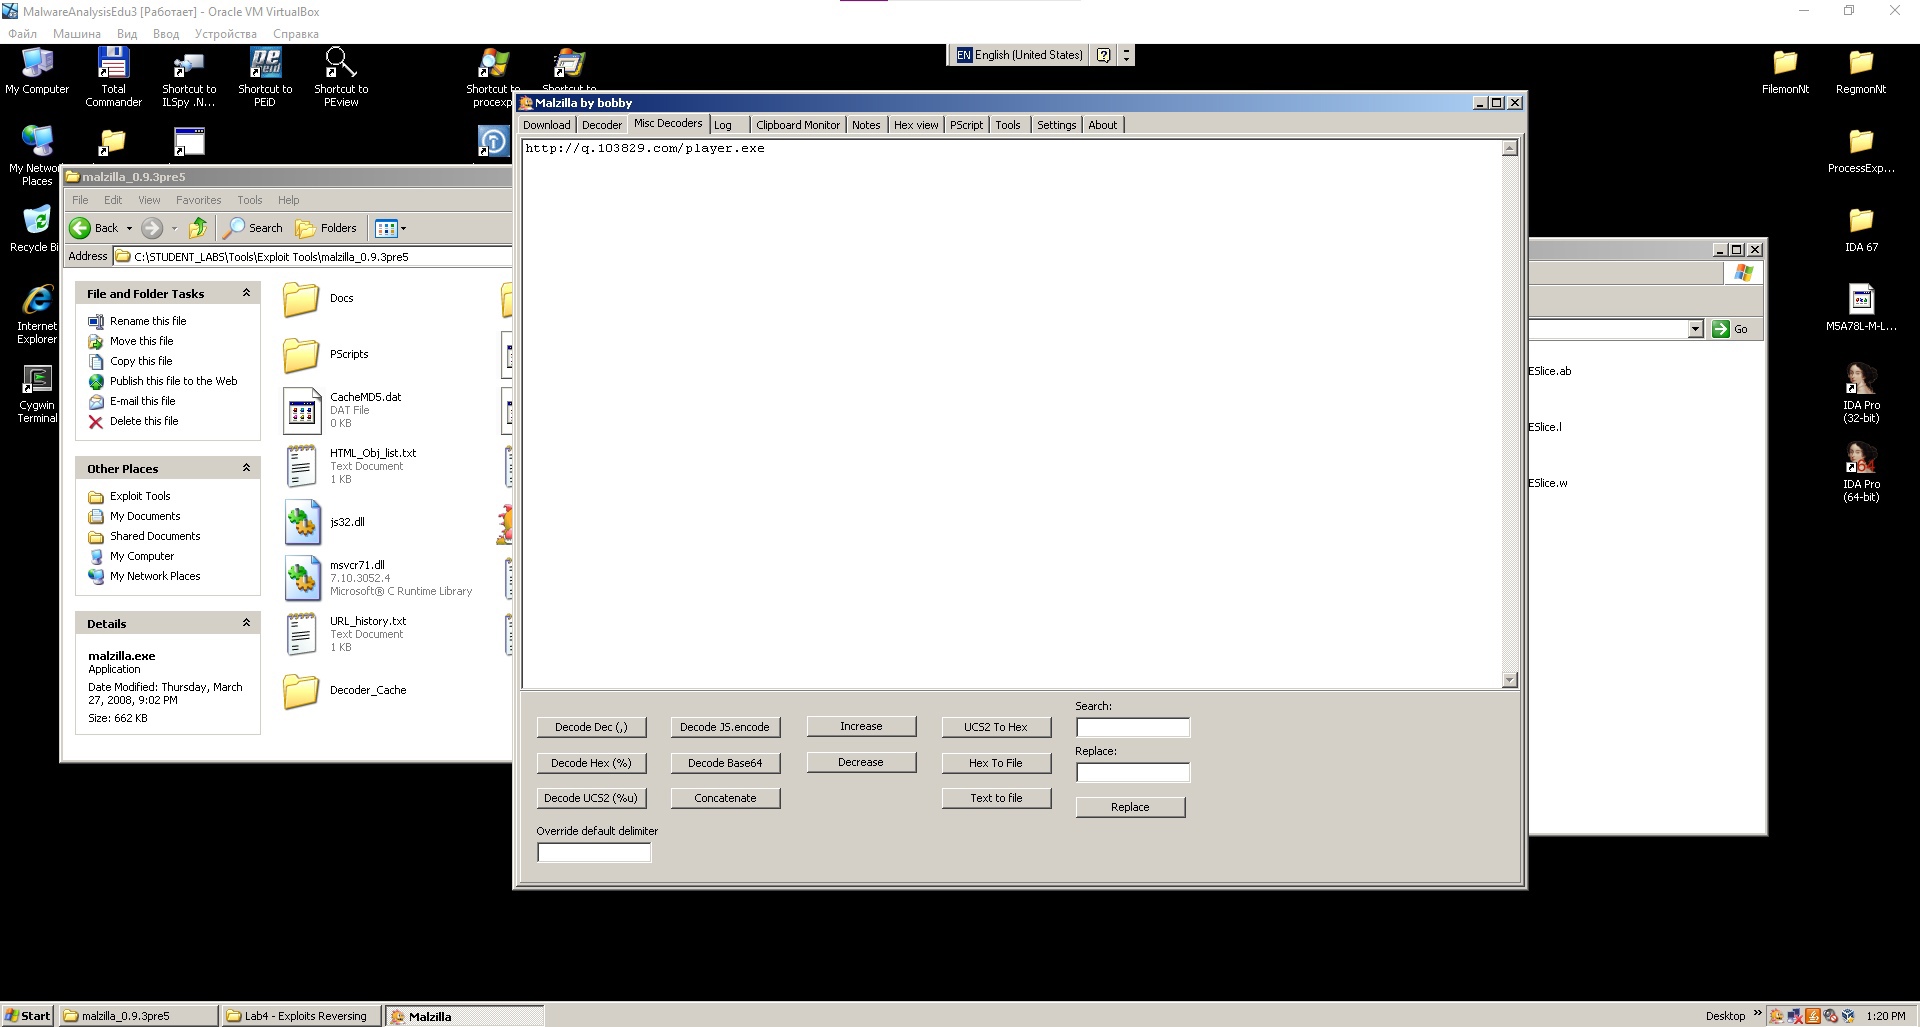 MalwareAnalysisEdu3 [Работает] - Oracle VM VirtualBox
Файл Машина Вид Ввод Устройства Справка
EN English (United States)
My Computer
Total Commander
Shortcut to ILSpy .N...
Shortcut to PEiD
Shortcut to PEview
Shortcut to procexp
Shortcut to
FilemonNt
RegmonNt
My Netwo
Places
Recycle Bi
Internet Explorer
Cygwin Terminal
ProcessExp...
IDA 67
M5A78L-M-L...
IDA Pro (32-bit)
IDA Pro (64-bit)
malzilla_0.9.3pre5
File Edit View Favorites Tools Help
Back Search Folders
Address C:\STUDENT_LABS\Tools\Exploit Tools\malzilla_0.9.3pre5
File and Folder Tasks
Rename this file
Move this file
Copy this file
Publish this file to the Web
E-mail this file
Delete this file
Other Places
Exploit Tools
My Documents
Shared Documents
My Computer
My Network Places
Details
malzilla.exe
Application
Date Modified: Thursday, March
27, 2008, 9:02 PM
Size: 662 KB
Docs
PScripts
CacheMD5.dat
DAT File
0 KB
HTML_Obj_list.txt
Text Document
1 KB
js32.dll
msvcr71.dll
7.10.3052.4
Microsoft® C Runtime Library
URL_history.txt
Text Document
1 KB
Decoder_Cache
Malzilla by bobby
Download Decoder Misc Decoders Log Clipboard Monitor Notes Hex view PScript Tools Settings About
http://q.103829.com/player.exe
Decode Dec (,) Decode JS.encode Increase UCS2 To Hex
Decode Hex (%) Decode Base64 Decrease Hex To File
Decode UCS2 (%u) Concatenate Text to file
Override default delimiter
Search:
Replace:
Replace
Go
ESlice.ab
ESlice.l
ESlice.w
Start malzilla_0.9.3pre5 Lab4 - Exploits Reversing Malzilla Desktop » 1:20 PM